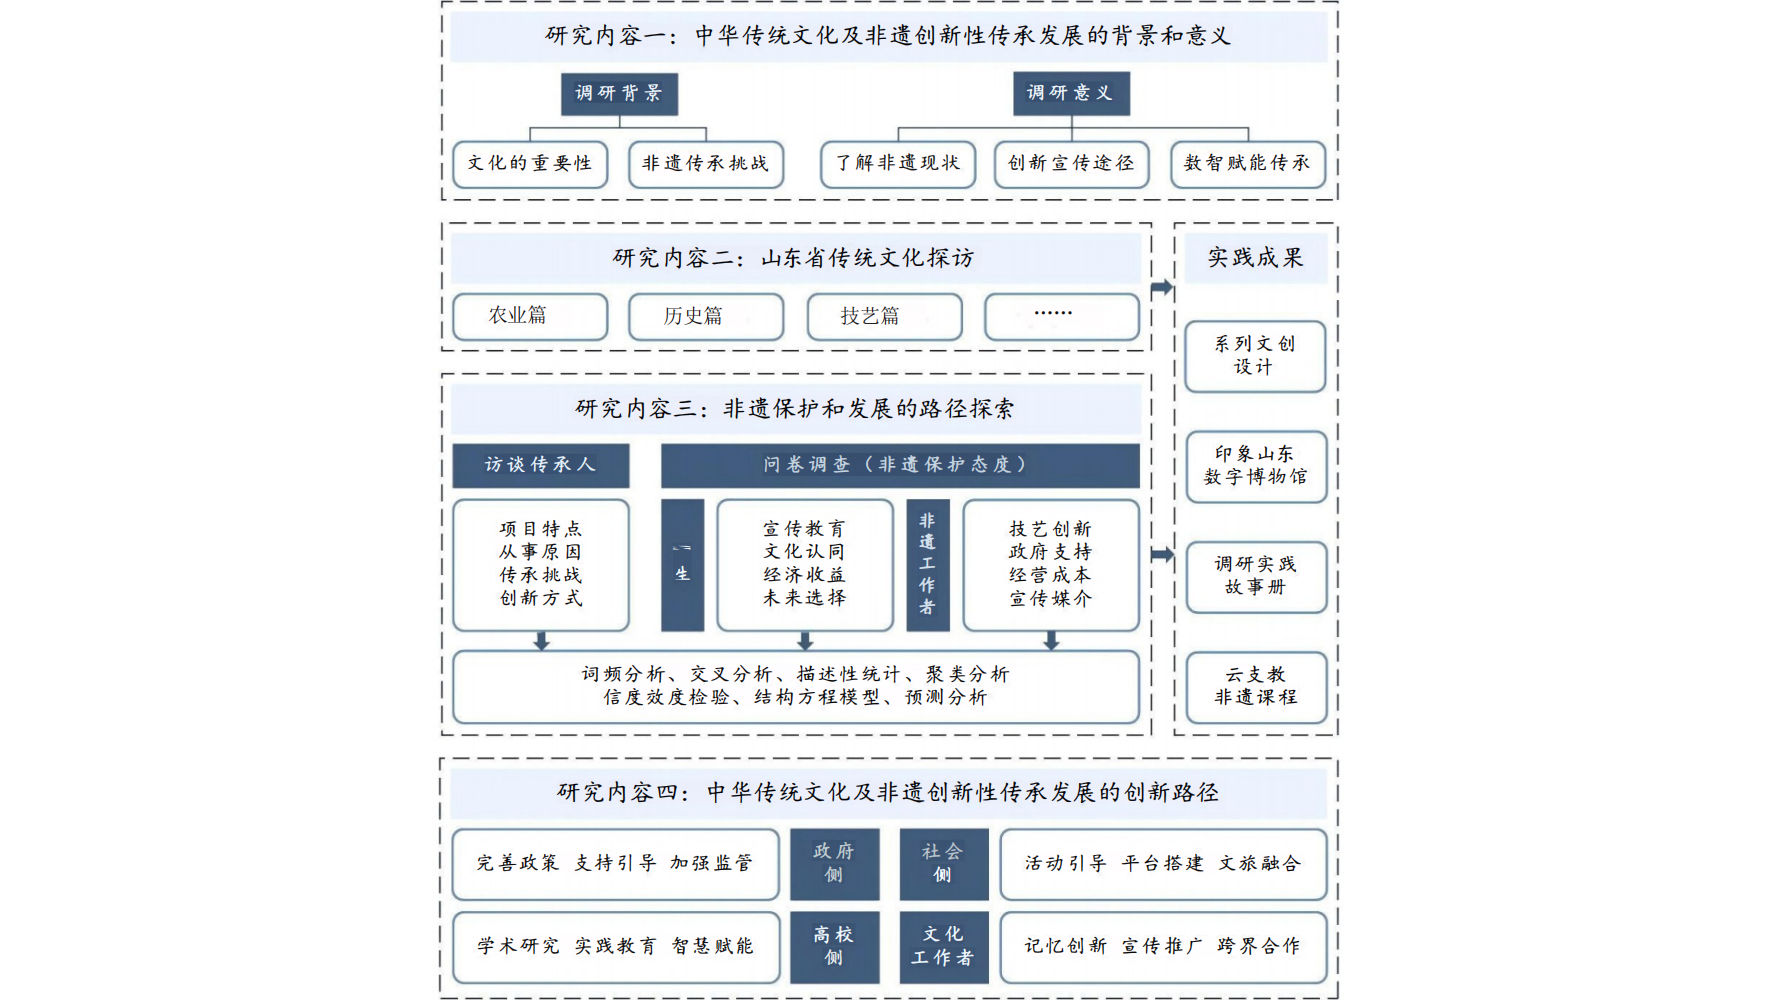 研究内容一：中华传统文化及非遗创新性传承发展的背景和意义
调研背景
调研意义
文化的重要性
非遗传承挑战
了解非遗现状
创新宣传途径
数智赋能传承
研究内容二：山东省传统文化探访
农业篇
历史篇
技艺篇
……
实践成果
系列文创
设计
印象山东
数字博物馆
调研实践
故事册
云支教
非遗课程
研究内容三：非遗保护和发展的路径探索
访谈传承人
问卷调查（非遗保护态度）
项目特点
从事原因
传承挑战
创新方式
生
宣传教育
文化认同
经济收益
未来选择
非遗工作者
技艺创新
政府支持
经营成本
宣传媒介
词频分析、交叉分析、描述性统计、聚类分析
信度效度检验、结构方程模型、预测分析
研究内容四：中华传统文化及非遗创新性传承发展的创新路径
完善政策 支持引导 加强监管
政府
侧
社会
侧
活动引导 平台搭建 文旅融合
学术研究 实践教育 智慧赋能
高校
侧
文化
工作者
记忆创新 宣传推广 跨界合作